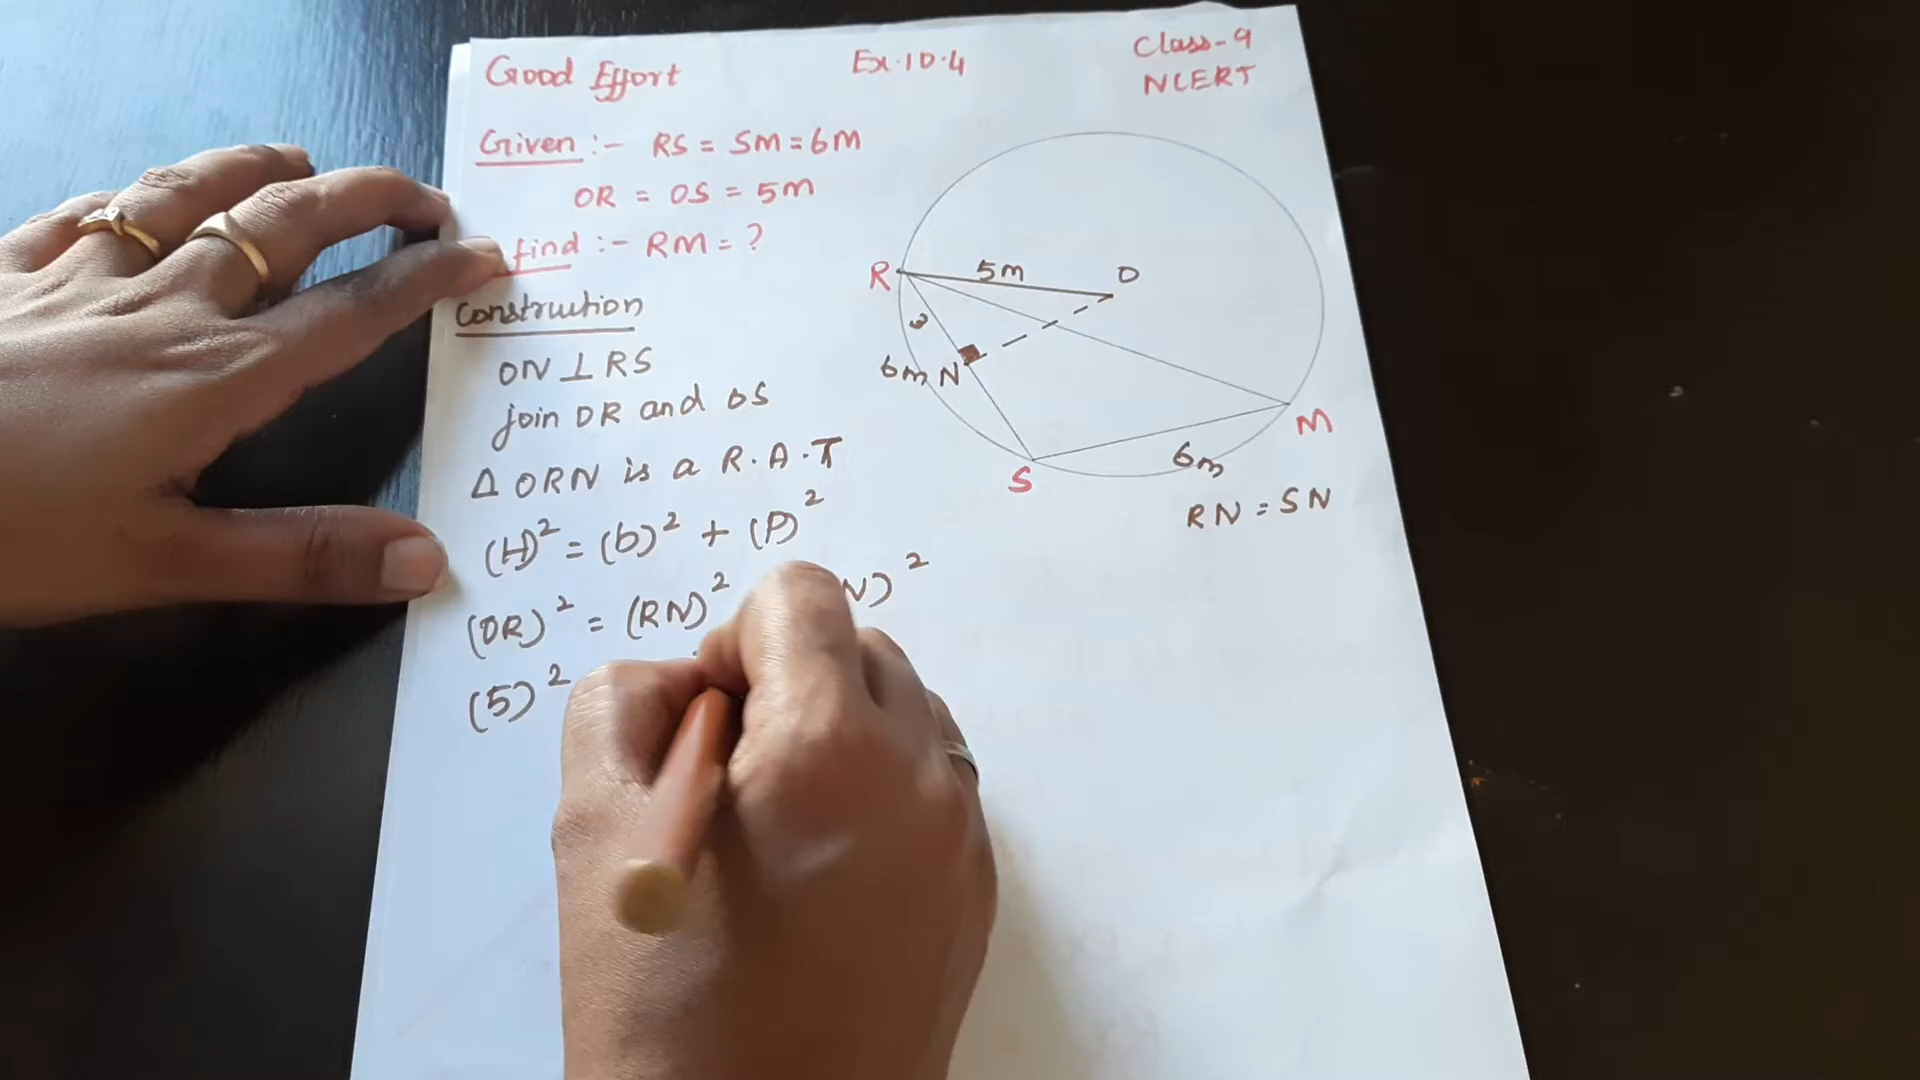 Good Effort
Ex.10.4
Class-9
NCERT
Given :- RS = SM = 6m
OR = OS = 5m
find :- RM = ?
Construction
ON ⊥ RS
join OR and OS
Δ ORN is a R.A.T
(H)² = (b)² + (P)²
(OR)² = (RN)² N)²
(5)²
R
5m
O
3
6m N
S
6m
M
RN = SN